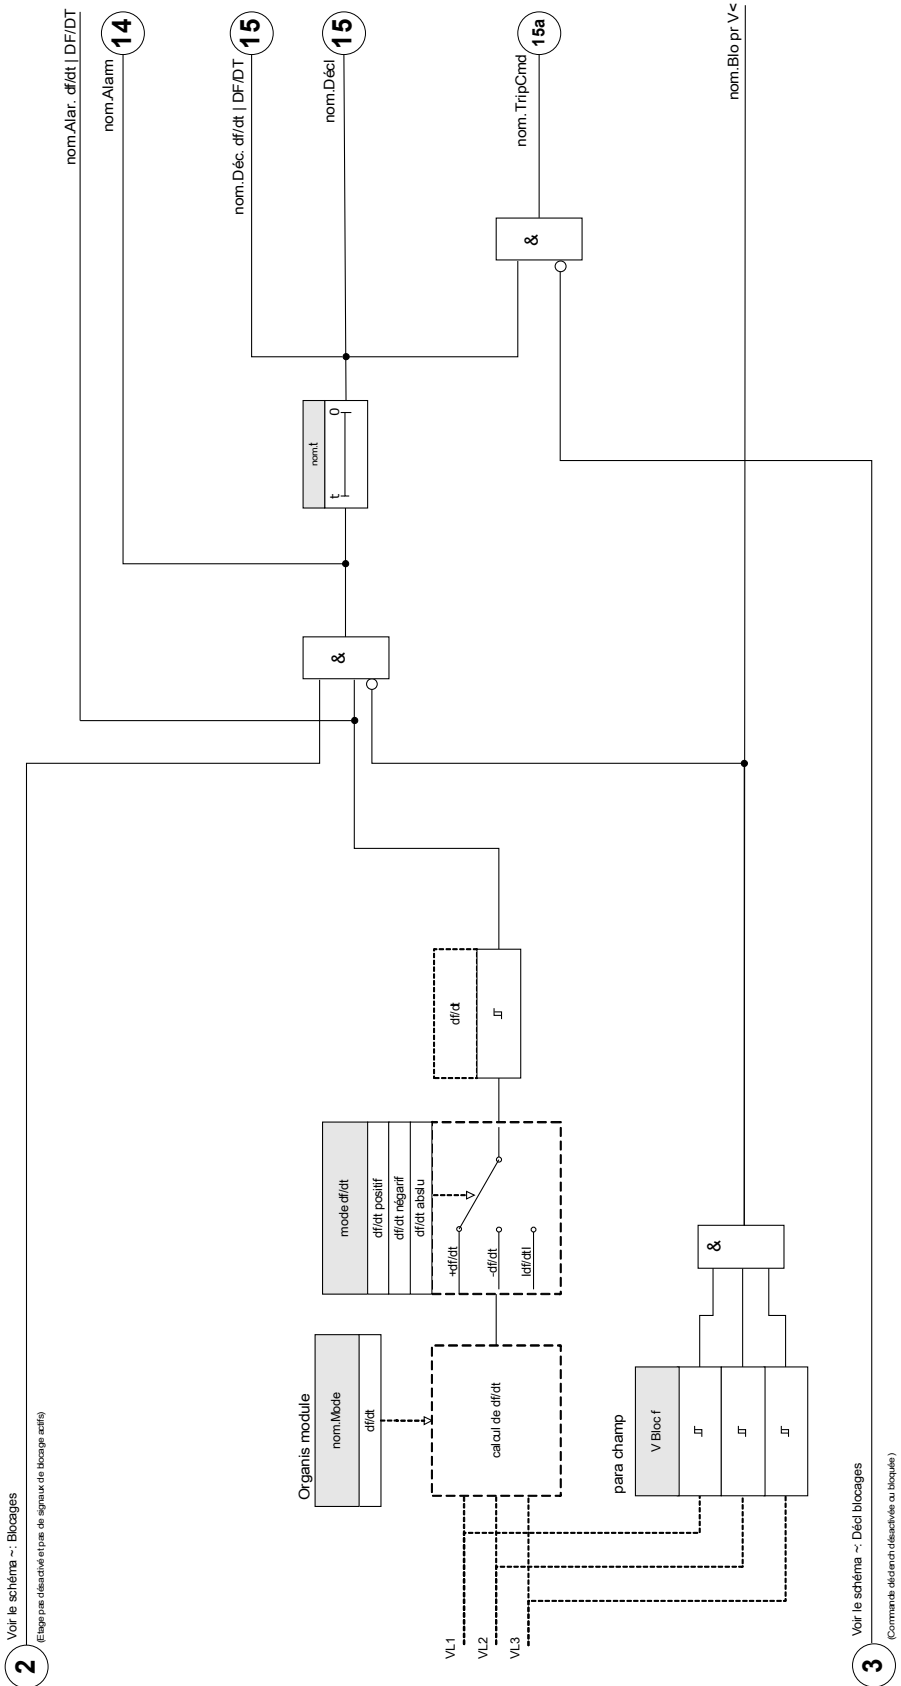 2
Voir le schéma ~: Blocages
(Etage pas désactivé et pas de signaux de blocage actifs)
nom.Alar. df/dt | DF/DT
nom.Alarm
14
nom.Déc. df/dt | DF/DT
15
nom.Décl
15
nom.t
t
0
&
&
nom.TripCmd
15a
Organis module
nom.Mode
df/dt
calcul de df/dt
mode df/dt
df/dt positif
df/dt négarif
df/dt abslu
+df/dt
-df/dt
Idf/dtI
df/dt
VL1
VL2
VL3
para champ
V Bloc f
&
nom.Blo pr V<
3
Voir le schéma ~: Décl blocages
(Commande déclench désactivée ou bloquée)